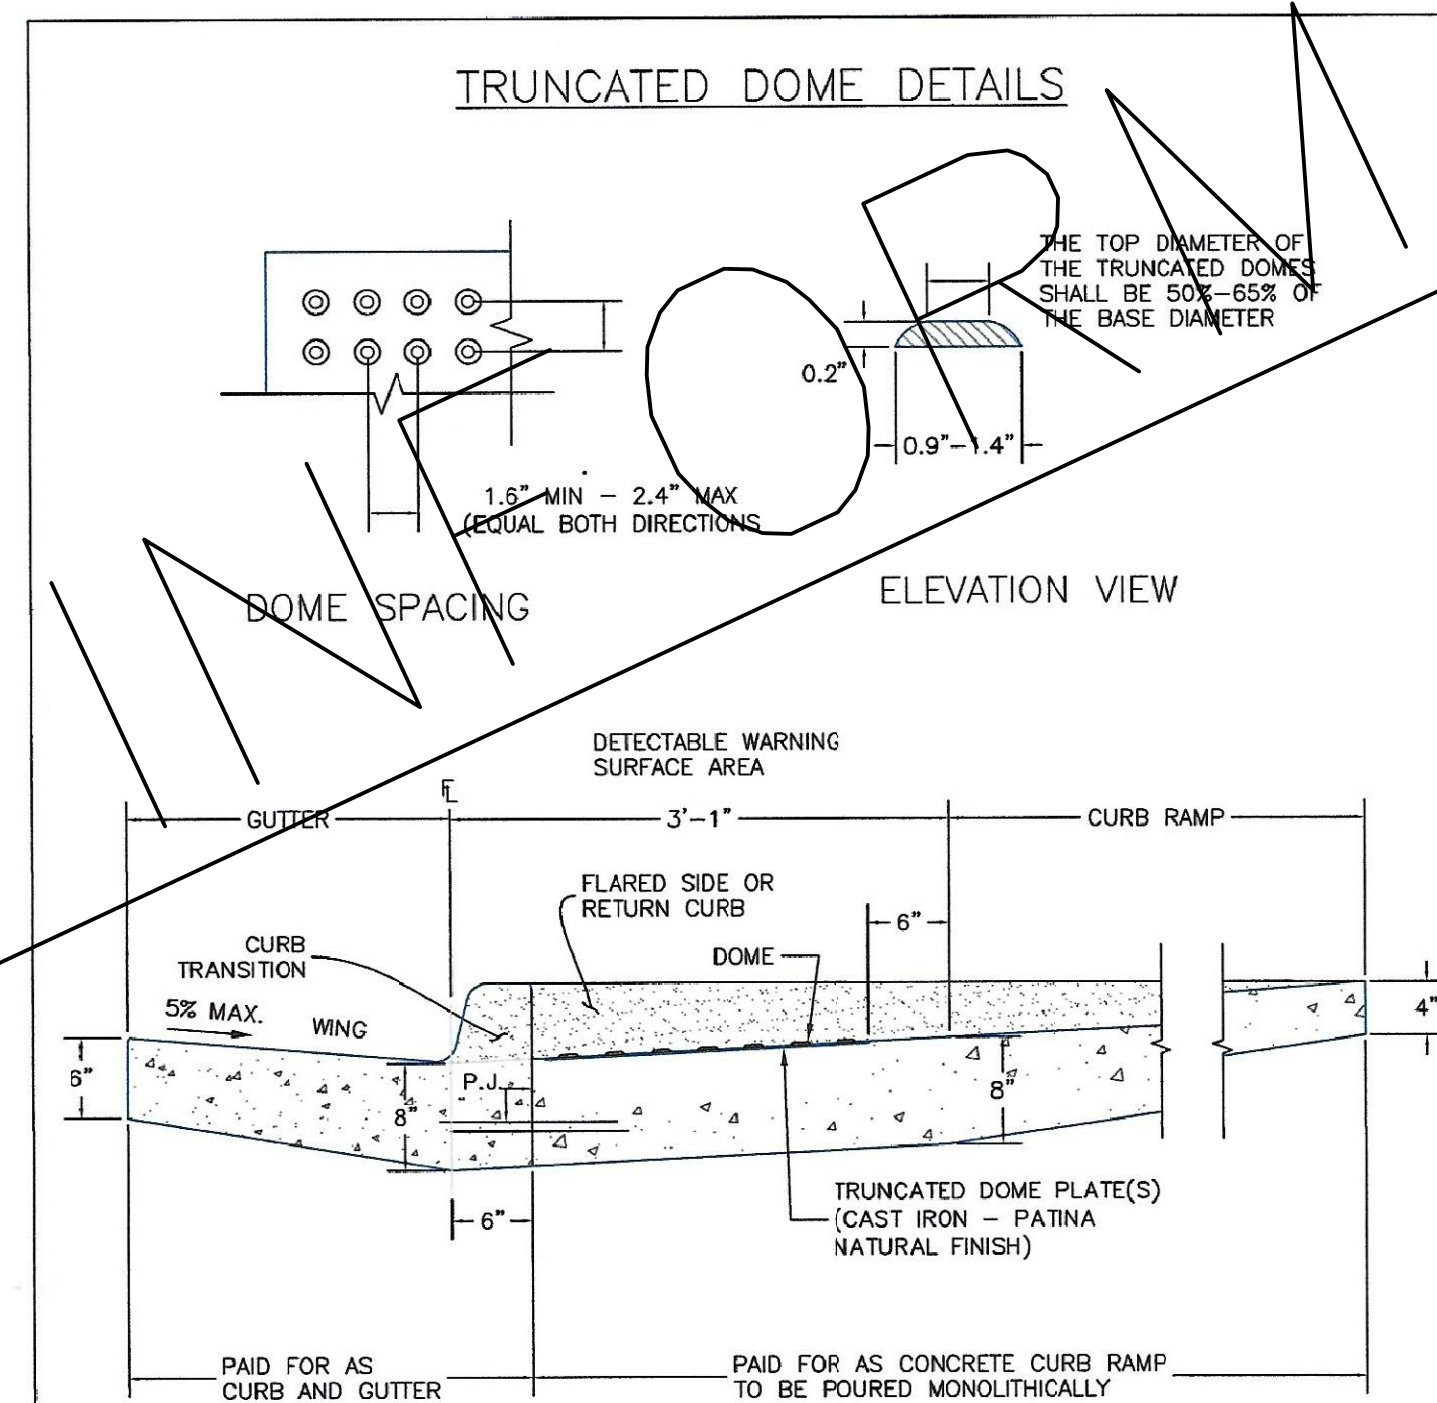 TRUNCATED DOME DETAILS
THE TOP DIAMETER OF
THE TRUNCATED DOMES
SHALL BE 50%-65% OF
THE BASE DIAMETER
0.2"
0.9"-1.4"
1.6" MIN - 2.4" MAX
(EQUAL BOTH DIRECTIONS
DOME SPACING
ELEVATION VIEW
INFORM
DETECTABLE WARNING
SURFACE AREA
FL
GUTTER
3'-1"
CURB RAMP
FLARED SIDE OR
RETURN CURB
6"
CURB
TRANSITION
DOME
5% MAX.
WING
4"
6"
P.J.
8"
8"
6"
TRUNCATED DOME PLATE(S)
(CAST IRON - PATINA
NATURAL FINISH)
PAID FOR AS
CURB AND GUTTER
PAID FOR AS CONCRETE CURB RAMP
TO BE POURED MONOLITHICALLY